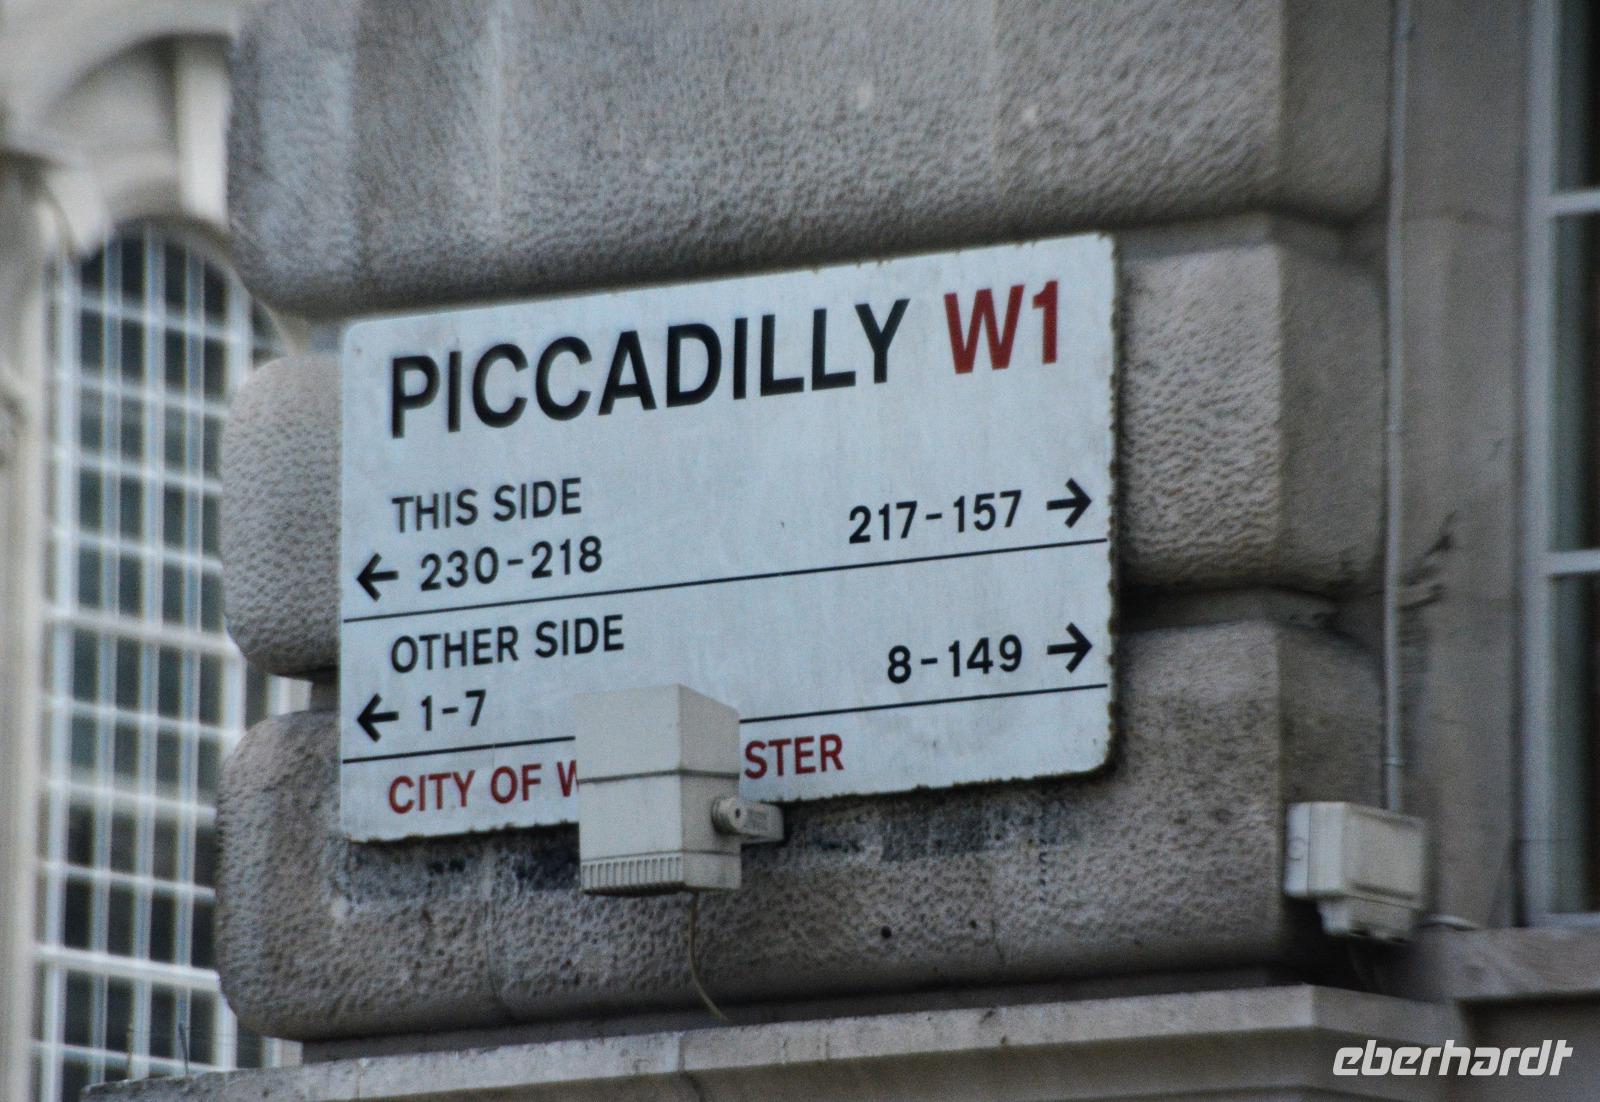 PICCADILLY W1
THIS SIDE
← 230-218 217-157 →
OTHER SIDE
← 1-7 8-149 →
CITY OF W STER
eberhardt